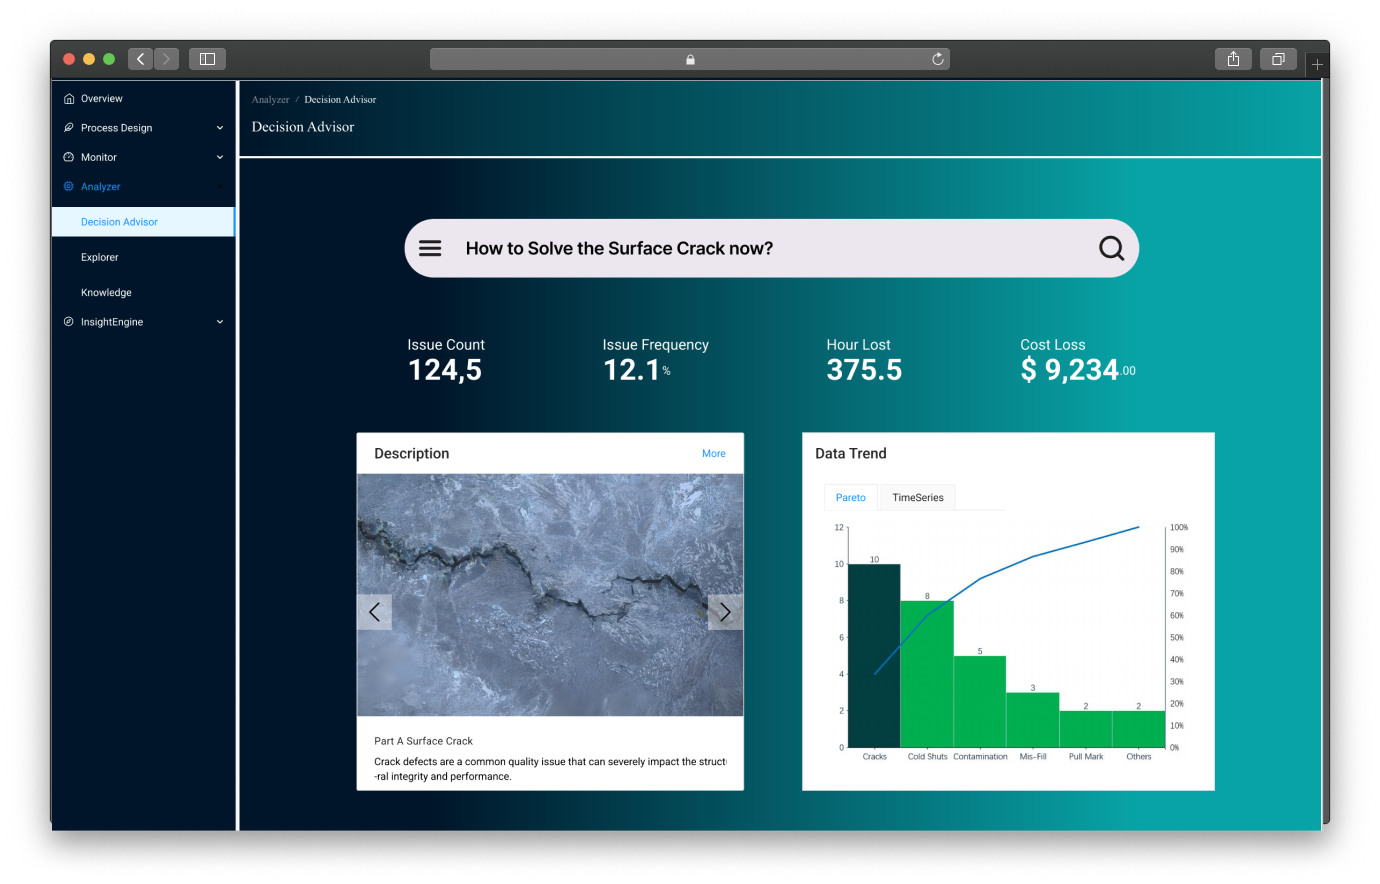 Overview
Process Design
Monitor
Analyzer
Decision Advisor
Explorer
Knowledge
InsightEngine
Analyzer / Decision Advisor
Decision Advisor
How to Solve the Surface Crack now?
Issue Count
124,5
Issue Frequency
12.1%
Hour Lost
375.5
Cost Loss
$ 9,234.00
Description
More
Part A Surface Crack
Crack defects are a common quality issue that can severely impact the struct
-ral integrity and performance.
Data Trend
Pareto
TimeSeries
12
10
8
6
4
2
0
10
8
5
3
2
2
100%
90%
80%
70%
60%
50%
40%
30%
20%
10%
0%
Cracks
Cold Shuts
Contamination
Mis-Fill
Pull Mark
Others